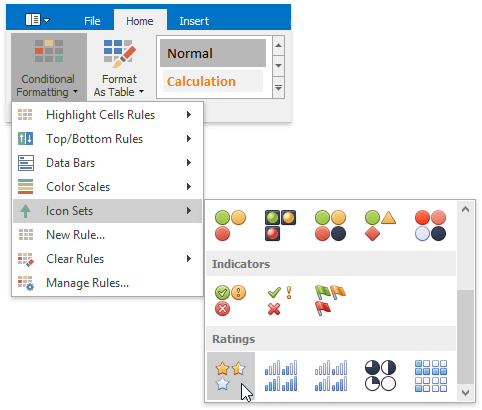 File Home Insert
Conditional Formatting
Format As Table
Normal
Calculation
Highlight Cells Rules
Top/Bottom Rules
Data Bars
Color Scales
Icon Sets
New Rule...
Clear Rules
Manage Rules...
Indicators
Ratings